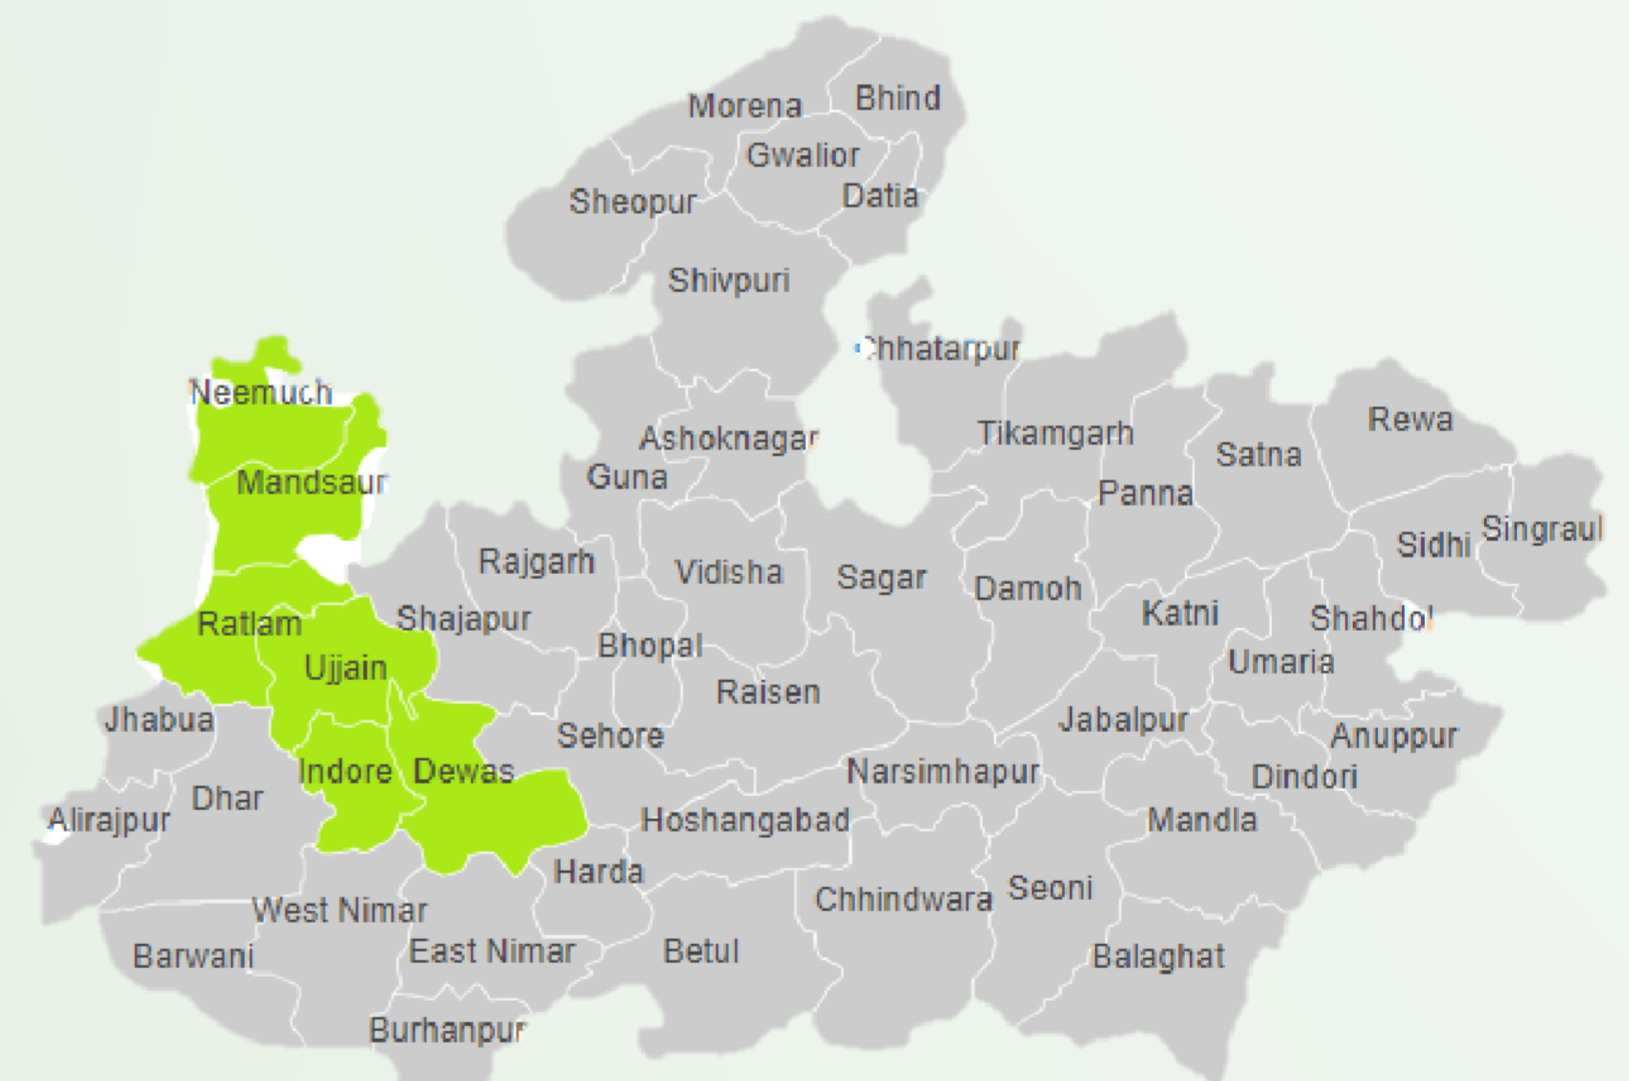 Bhind
Morena
Gwalior
Datia
Sheopur
Shivpuri
Chhatarpur
Neemuch
Rewa
Tikamgarh
Ashoknagar
Satna
Guna
Mandsaur
Panna
Singraul
Sidhi
Rajgarh
Vidisha
Sagar
Damoh
Katni
Shahdol
Shajapur
Ratlam
Bhopal
Umaria
Ujjain
Raisen
Jhabua
Jabalpur
Sehore
Anuppur
Indore
Dewas
Narsimhapur
Dindori
Dhar
Alirajpur
Hoshangabad
Mandla
Harda
Seoni
Chhindwara
West Nimar
East Nimar
Betul
Barwani
Balaghat
Burhanpur